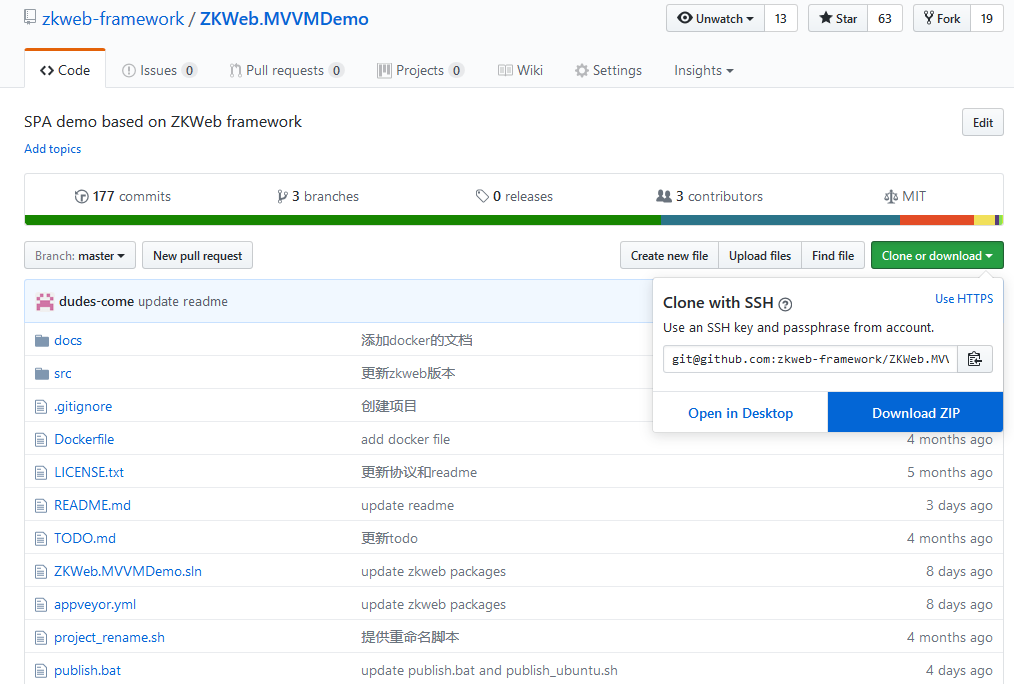 zkweb-framework / ZKWeb.MVVMDemo
Unwatch 13 Star 63 Fork 19
Code Issues 0 Pull requests 0 Projects 0 Wiki Settings Insights
SPA demo based on ZKWeb framework
Edit
Add topics
177 commits 3 branches 0 releases 3 contributors MIT
Branch: master New pull request Create new file Upload files Find file Clone or download
dudes-come update readme
Clone with SSH ?
Use HTTPS
Use an SSH key and passphrase from account.
git@github.com:zkweb-framework/ZKWeb.MV
Open in Desktop Download ZIP
docs 添加docker的文档
src 更新zkweb版本
.gitignore 创建项目
Dockerfile add docker file 4 months ago
LICENSE.txt 更新协议和readme 5 months ago
README.md update readme 3 days ago
TODO.md 更新todo 4 months ago
ZKWeb.MVVMDemo.sln update zkweb packages 8 days ago
appveyor.yml update zkweb packages 8 days ago
project_rename.sh 提供重命名脚本 4 months ago
publish.bat update publish.bat and publish_ubuntu.sh 4 days ago